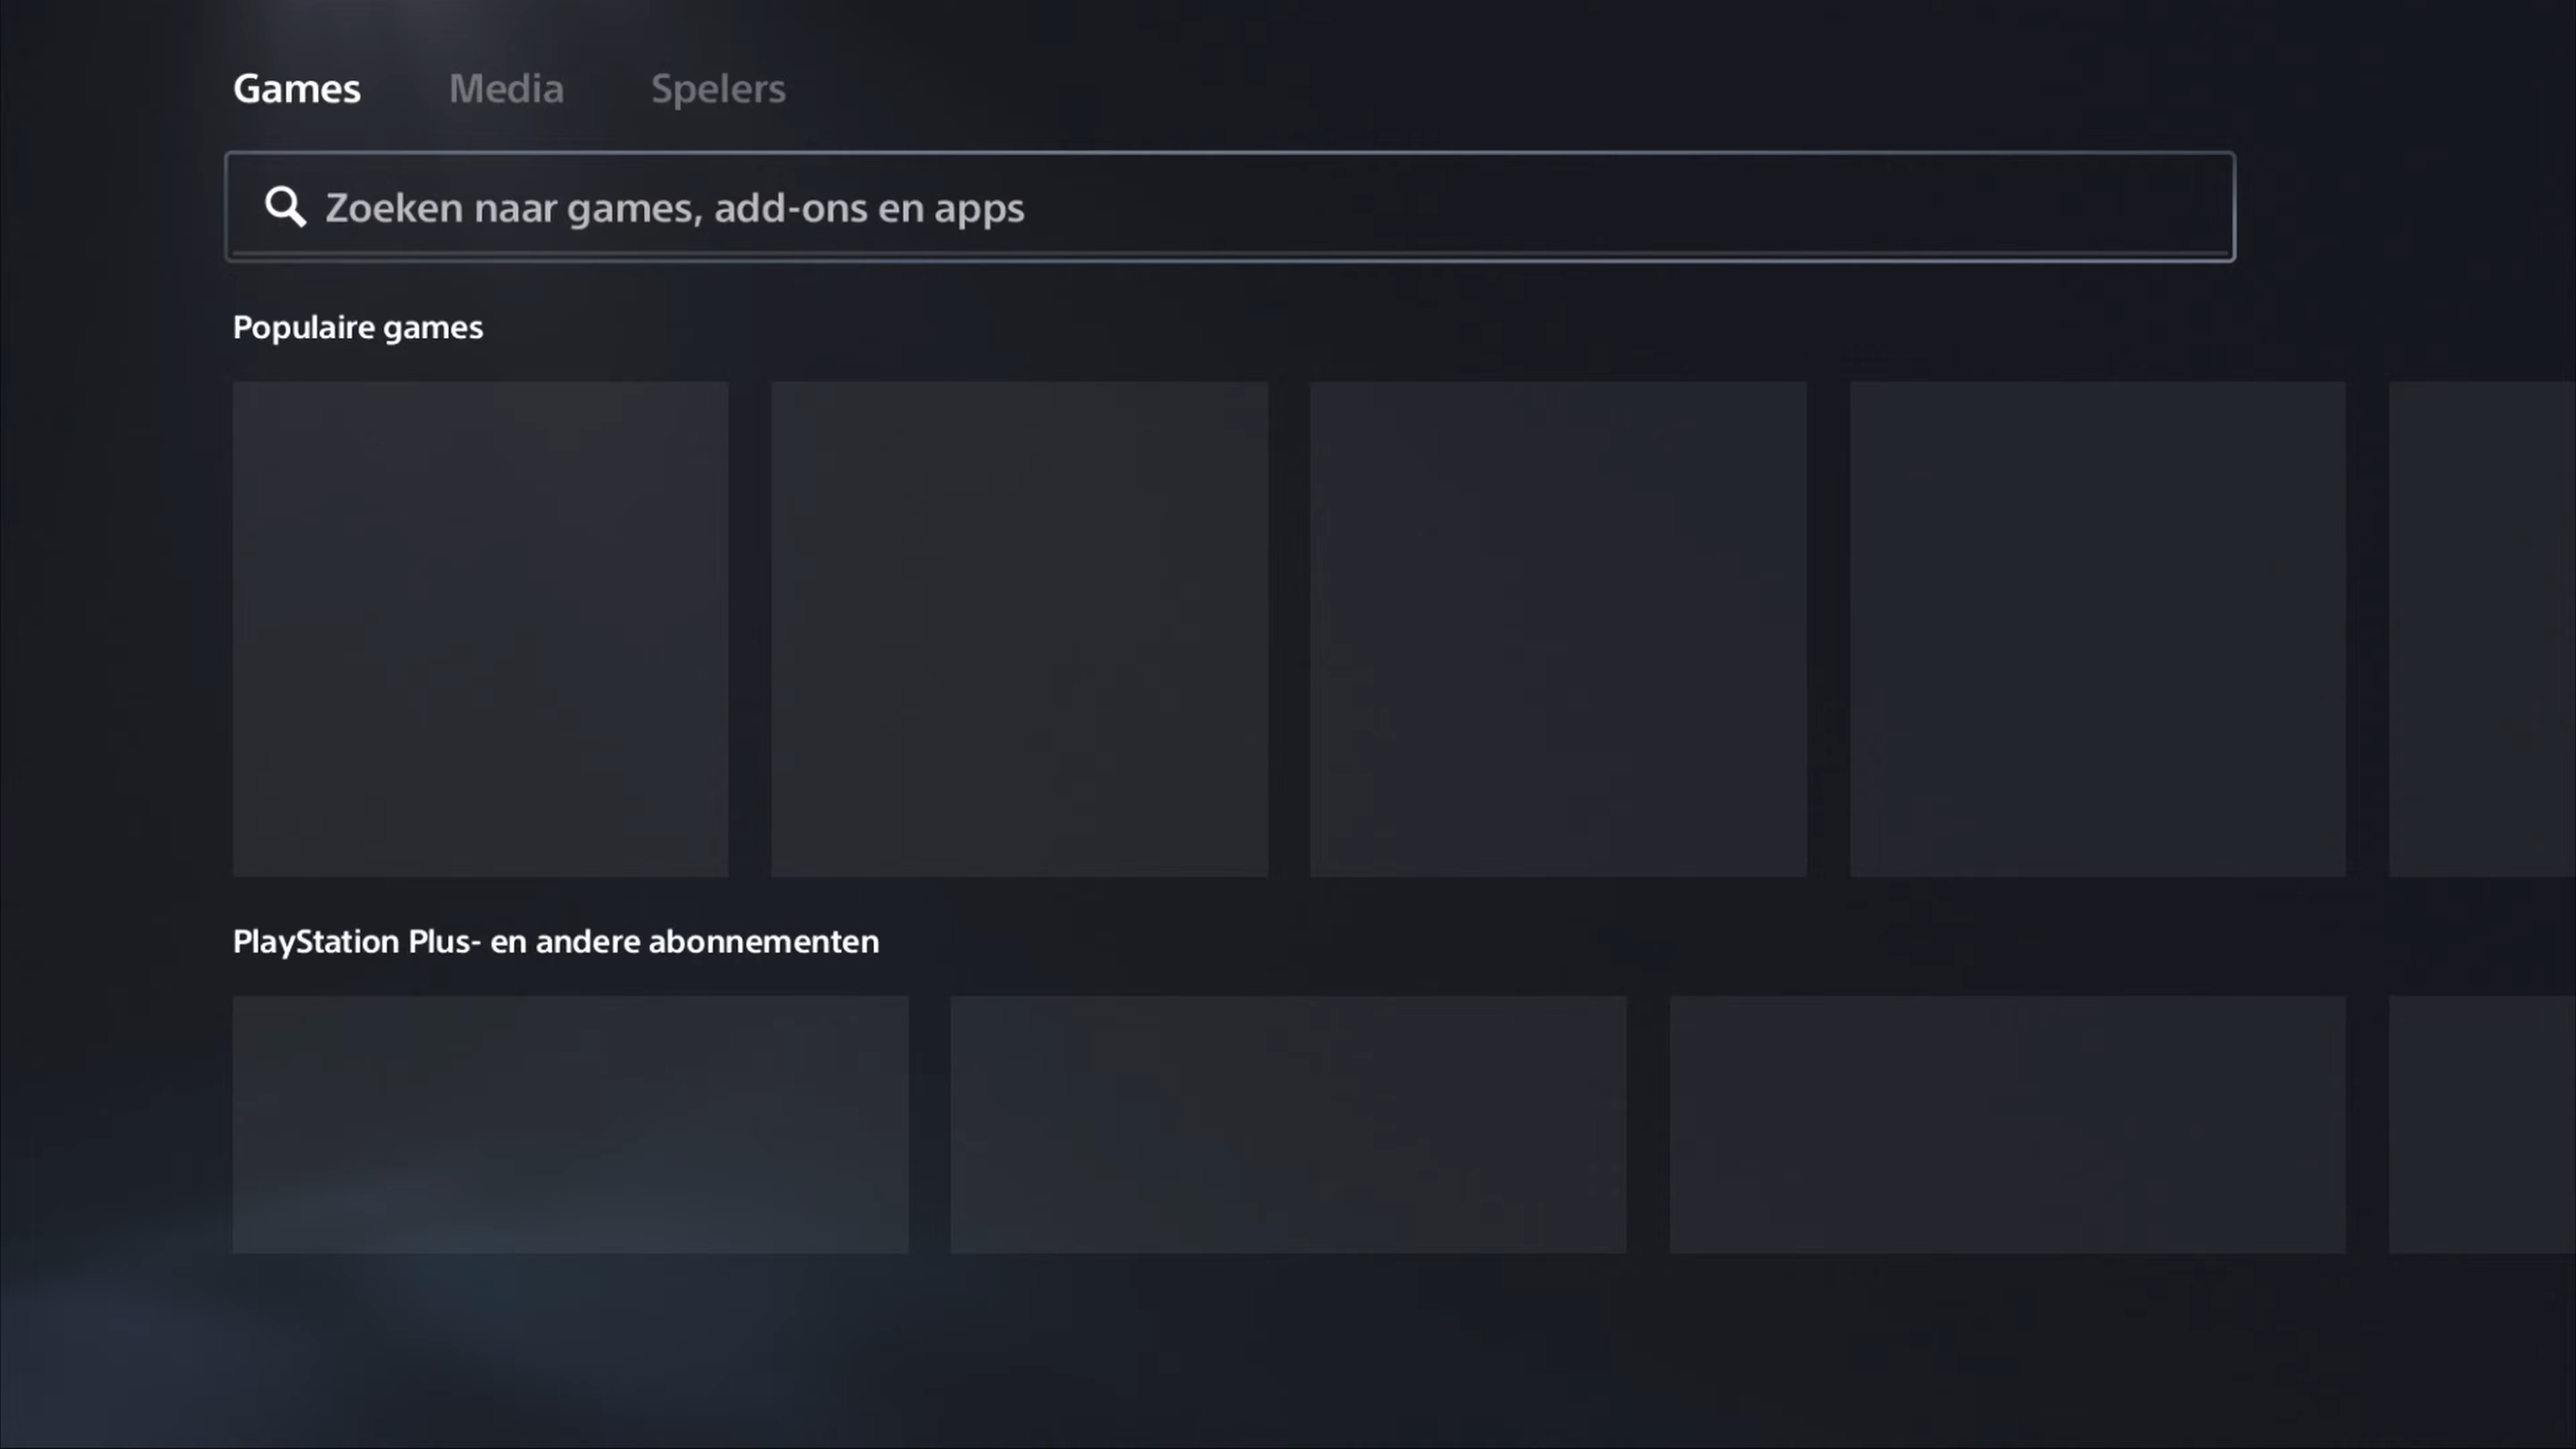 Games Media Spelers
Zoeken naar games, add-ons en apps
Populaire games
PlayStation Plus- en andere abonnementen